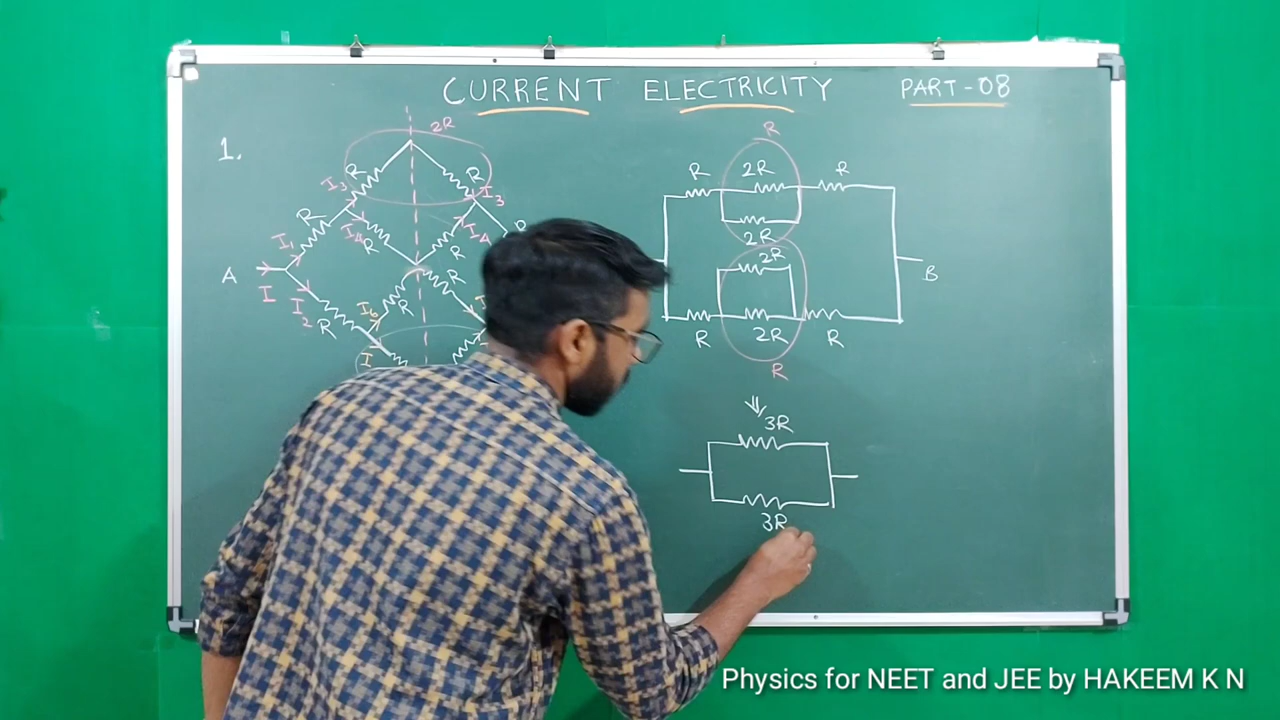 CURRENT ELECTRICITY PART-08
1.
2R
R R
I3 I3
R
I1 I4 R R I4
A I
I2 R I6 R R
I
R
R 2R R
2R
2R
B
R 2R R
R
⇓
3R
3R
Physics for NEET and JEE by HAKEEM K N